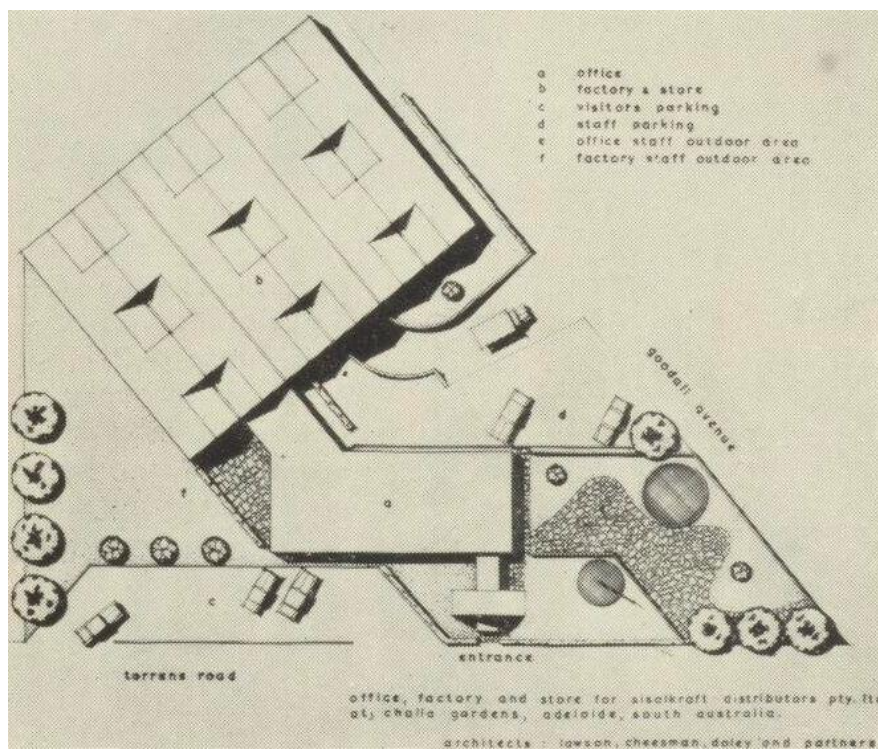 a office
b factory & store
c visitors parking
d staff parking
e office staff outdoor area
f factory staff outdoor area
b
goodall avenue
e
d
f
a
c
entrance
torrens road
office, factory and store for sisalkraft distributors pty. ltd
at, challa gardens, adelaide, south australia.
architects : lawson, cheesman, doley and partners